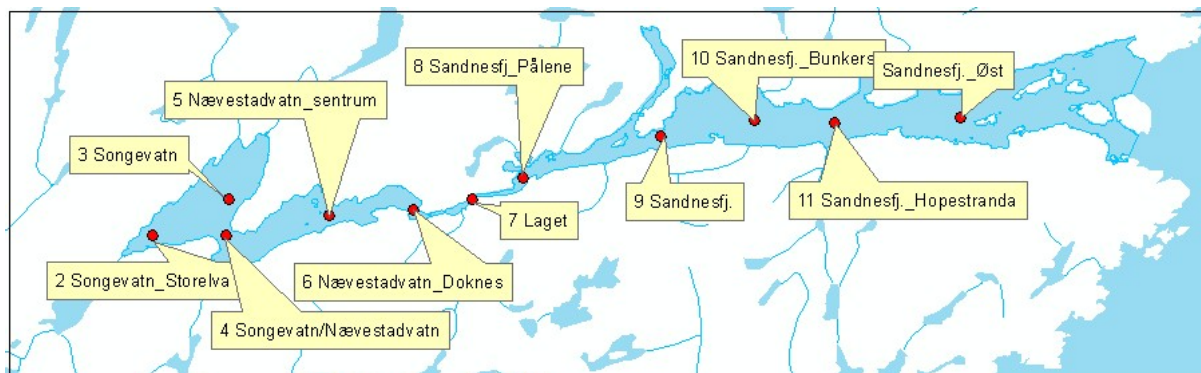 10 Sandnesfj._Bunkers
Sandnesfj._Øst
8 Sandnesfj_Pålene
5 Nævestadvatn_sentrum
3 Songevatn
9 Sandnesfj.
11 Sandnesfj._Hopestranda
7 Laget
2 Songevatn_Storelva
6 Nævestadvatn_Doknes
4 Songevatn/Nævestadvatn